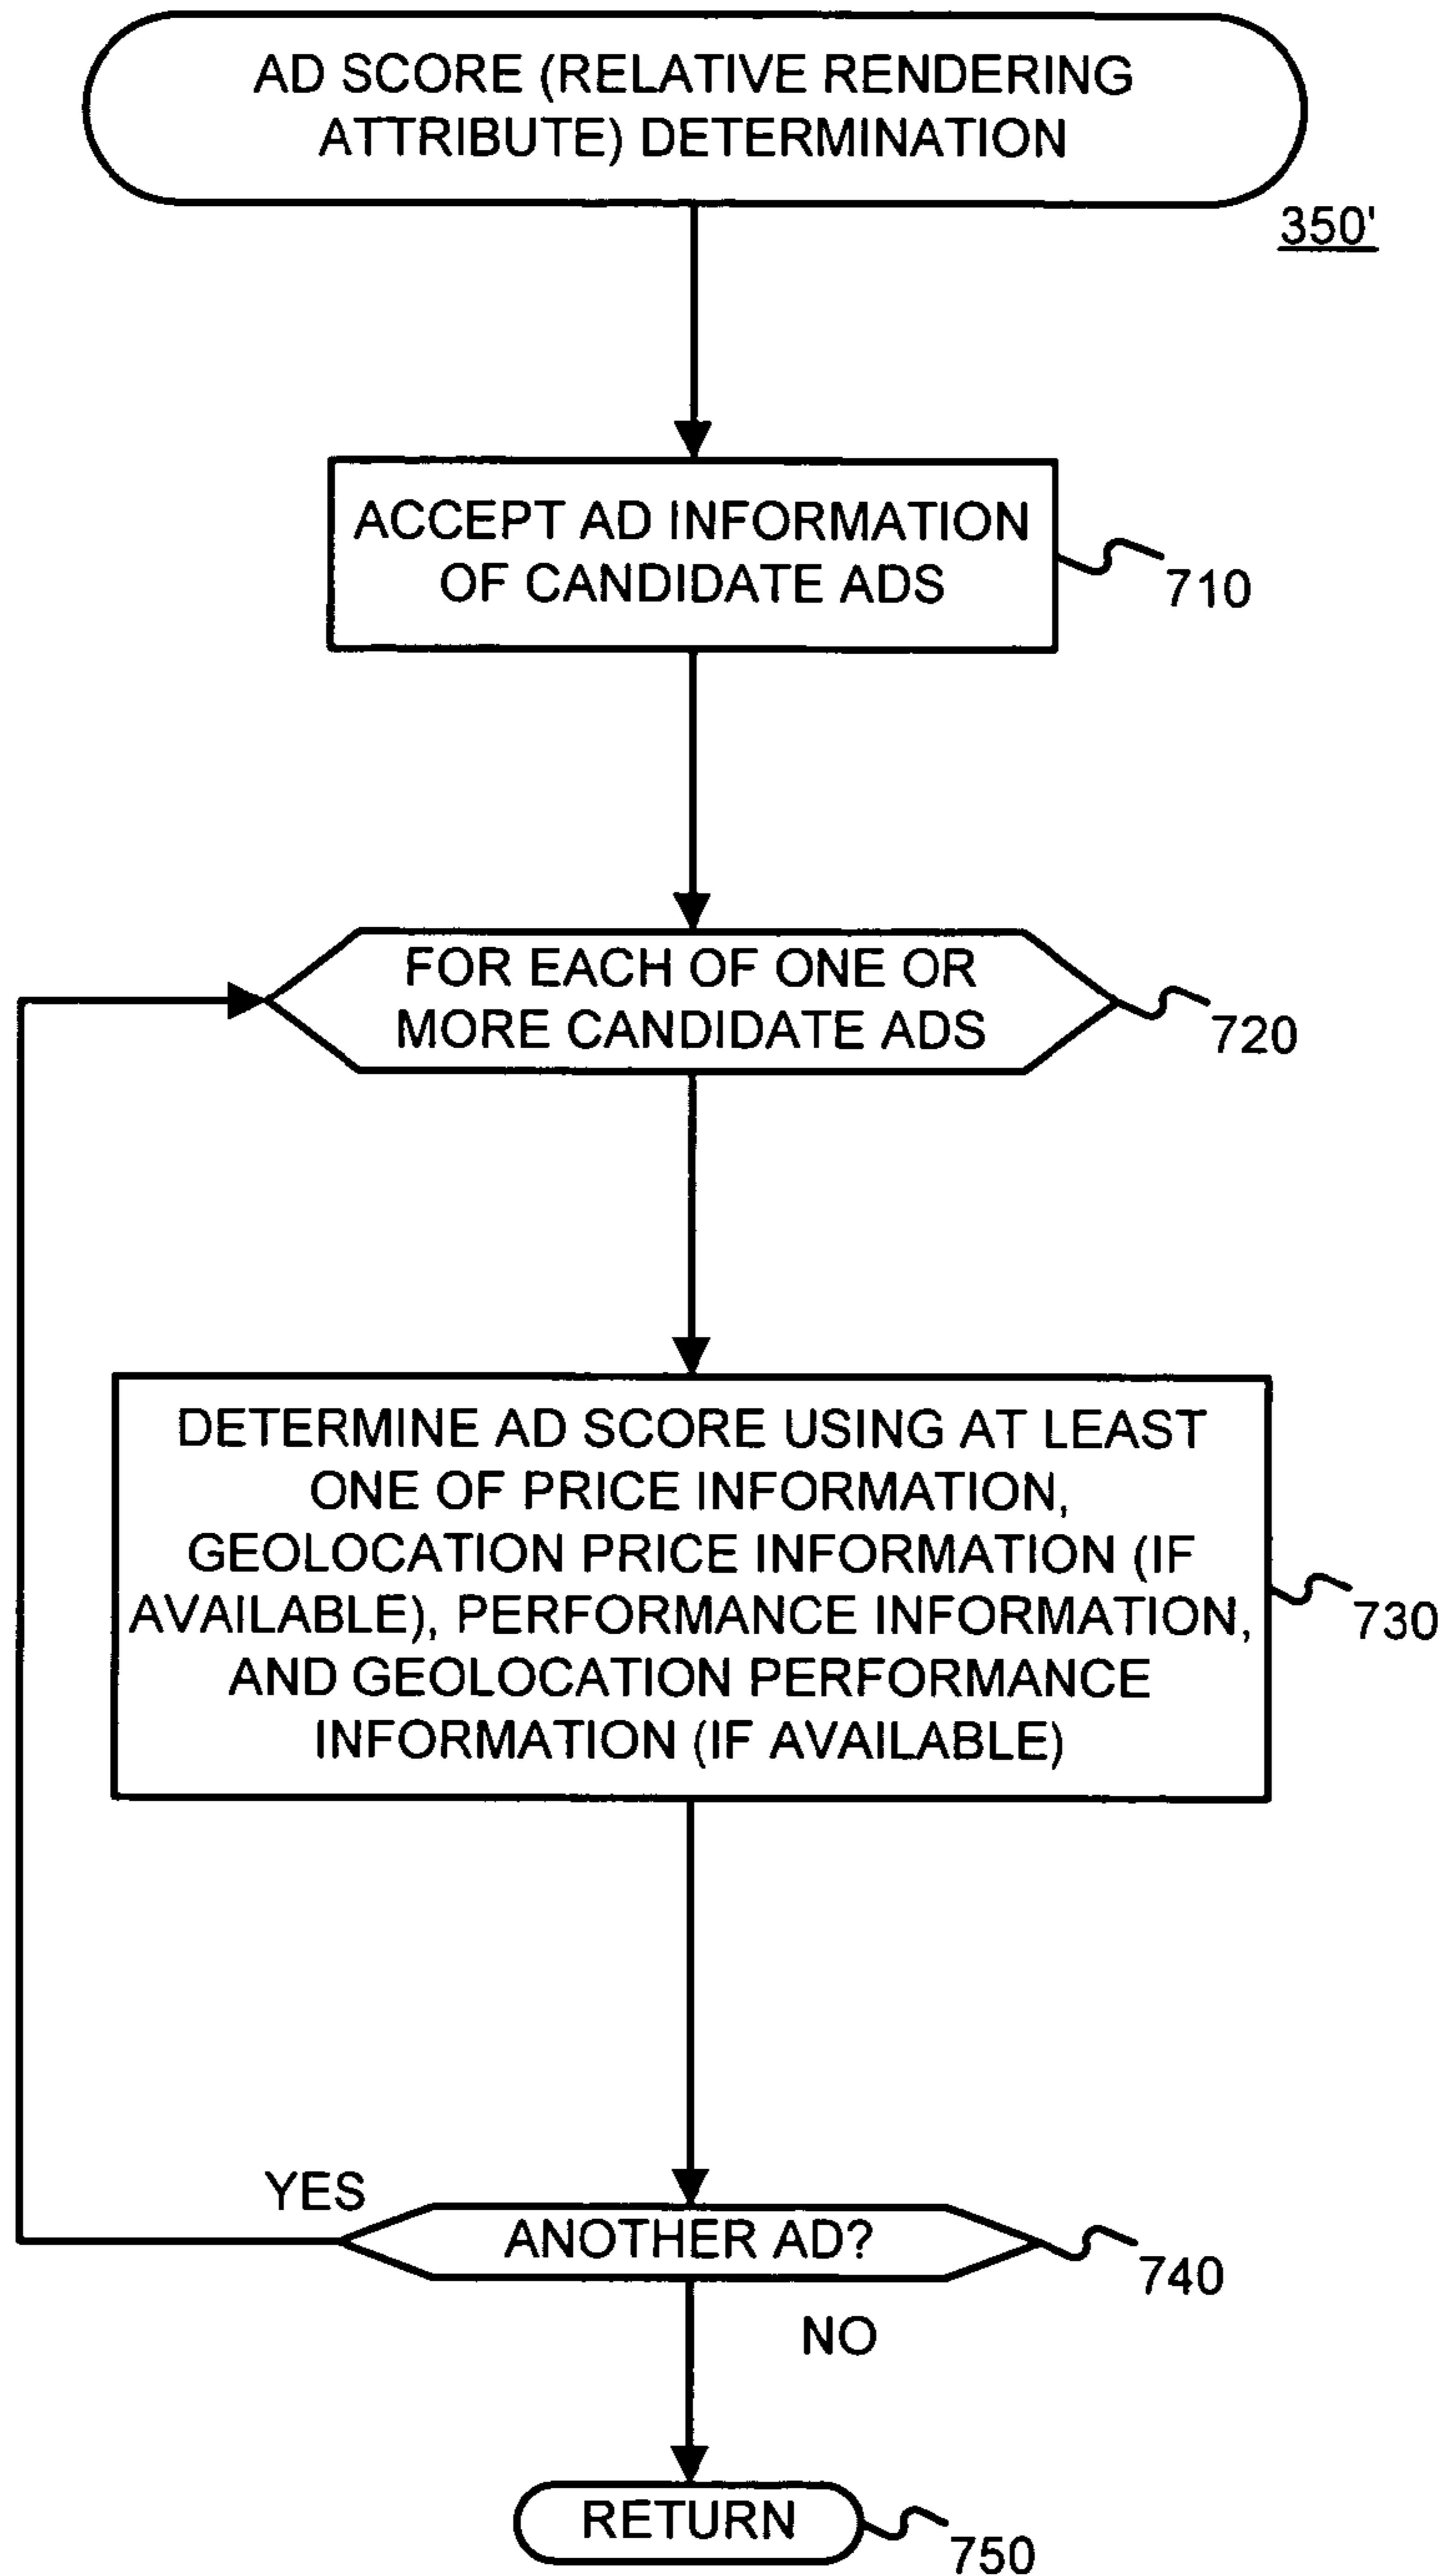 AD SCORE (RELATIVE RENDERING
ATTRIBUTE) DETERMINATION
350'
ACCEPT AD INFORMATION
OF CANDIDATE ADS
710
FOR EACH OF ONE OR
MORE CANDIDATE ADS
720
DETERMINE AD SCORE USING AT LEAST
ONE OF PRICE INFORMATION,
GEOLOCATION PRICE INFORMATION (IF
AVAILABLE), PERFORMANCE INFORMATION,
AND GEOLOCATION PERFORMANCE
INFORMATION (IF AVAILABLE)
730
YES
ANOTHER AD?
740
NO
RETURN
750